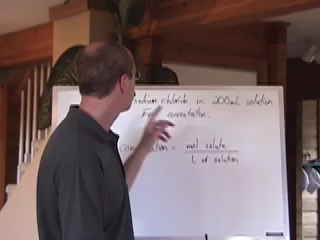 sodium chloride in 200mL solution.
Find concentration.
concentration = mol solute
L of solution